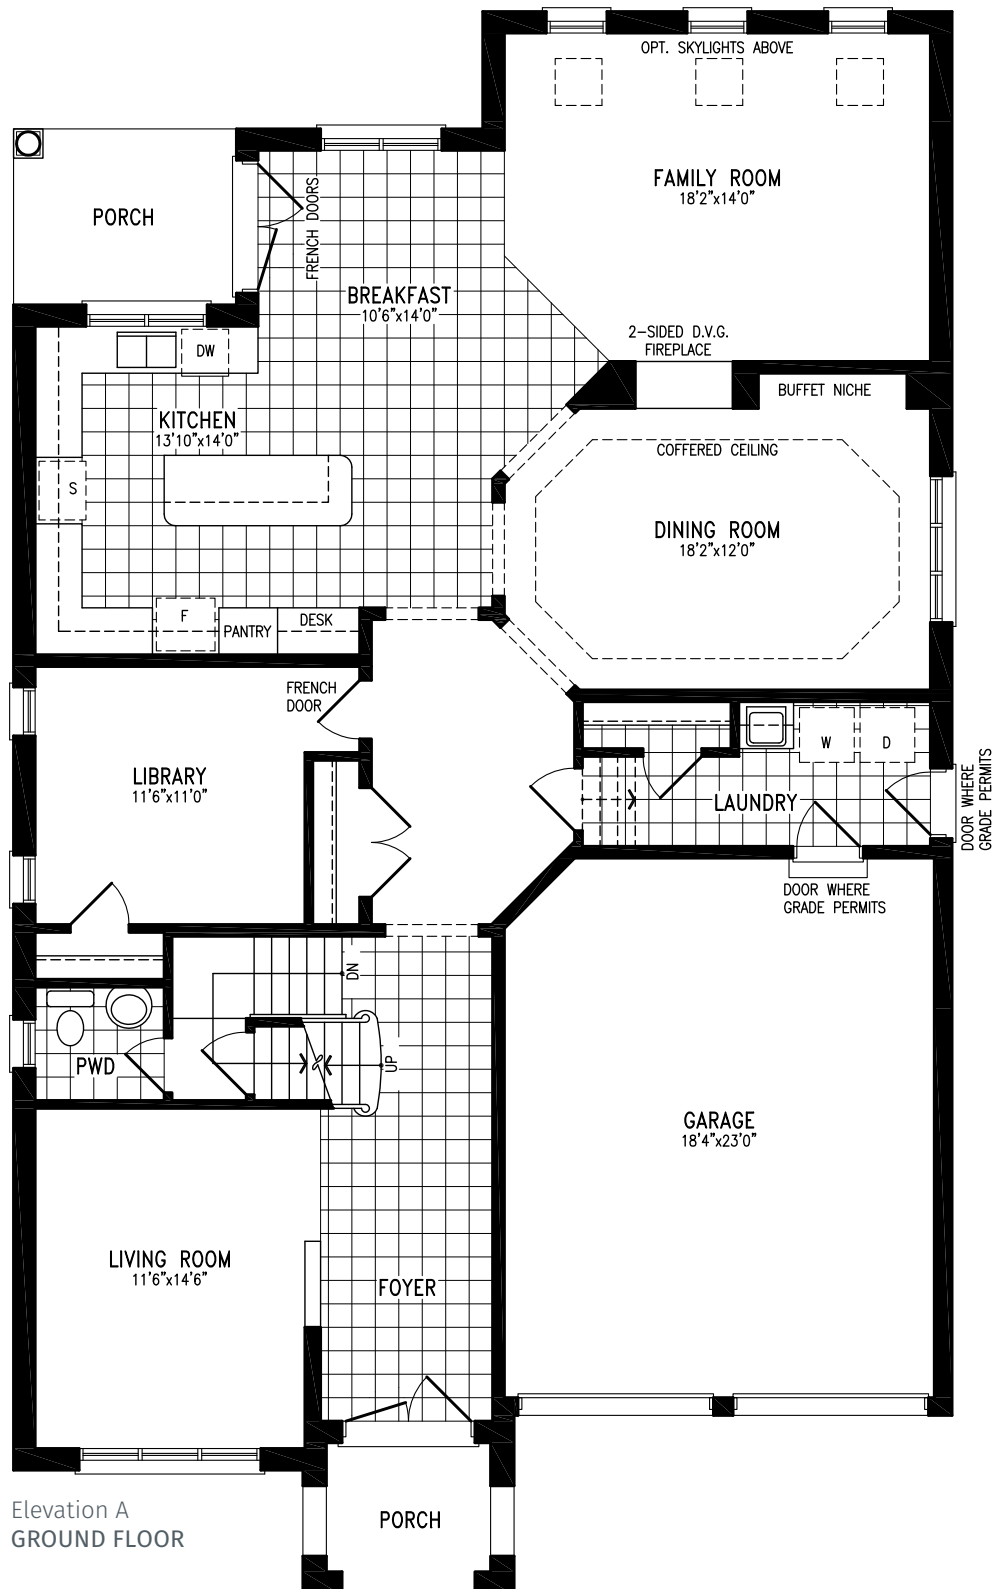 OPT. SKYLIGHTS ABOVE
FAMILY ROOM
18'2"x14'0"
PORCH
FRENCH DOORS
BREAKFAST
10'6"x14'0"
2-SIDED D.V.G.
FIREPLACE
DW
BUFFET NICHE
KITCHEN
13'10"x14'0"
COFFERED CEILING
S
DINING ROOM
18'2"x12'0"
F
PANTRY
DESK
FRENCH
DOOR
W
D
LIBRARY
11'6"x11'0"
LAUNDRY
DOOR WHERE
GRADE PERMITS
DOOR WHERE
GRADE PERMITS
DN
PWD
UP
GARAGE
18'4"x23'0"
LIVING ROOM
11'6"x14'6"
FOYER
Elevation A
GROUND FLOOR
PORCH